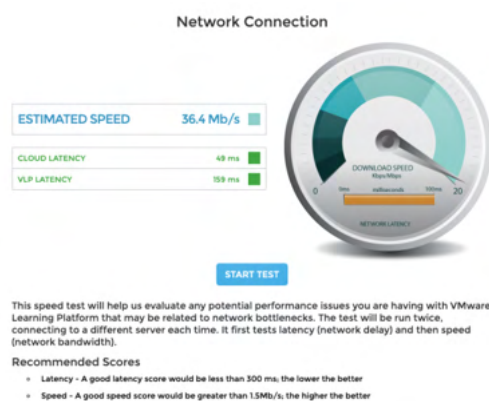 Network Connection
ESTIMATED SPEED 36.4 Mb/s
CLOUD LATENCY 49 ms
VLP LATENCY 159 ms
DOWNLOAD SPEED
Kbps/Mbps
0 0ms milliseconds 100ms 20
NETWORK LATENCY
START TEST
This speed test will help us evaluate any potential performance issues you are having with VMware
Learning Platform that may be related to network bottlenecks. The test will be run twice,
connecting to a different server each time. It first tests latency (network delay) and then speed
(network bandwidth).
Recommended Scores
Latency - A good latency score would be less than 300 ms; the lower the better
Speed - A good speed score would be greater than 1.5Mb/s; the higher the better